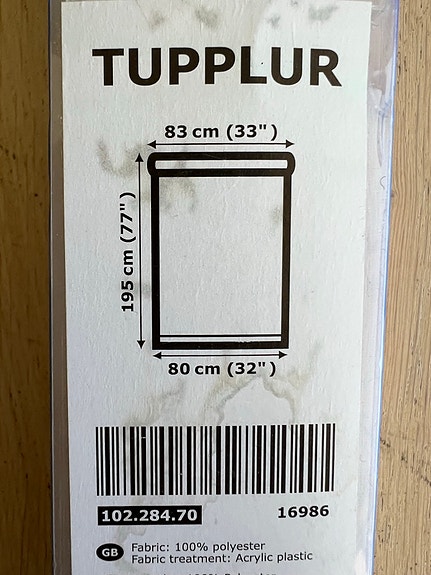 TUPPLUR
83 cm (33")
195 cm (77")
80 cm (32")
102.284.70 16986
GB Fabric: 100% polyester
Fabric treatment: Acrylic plastic